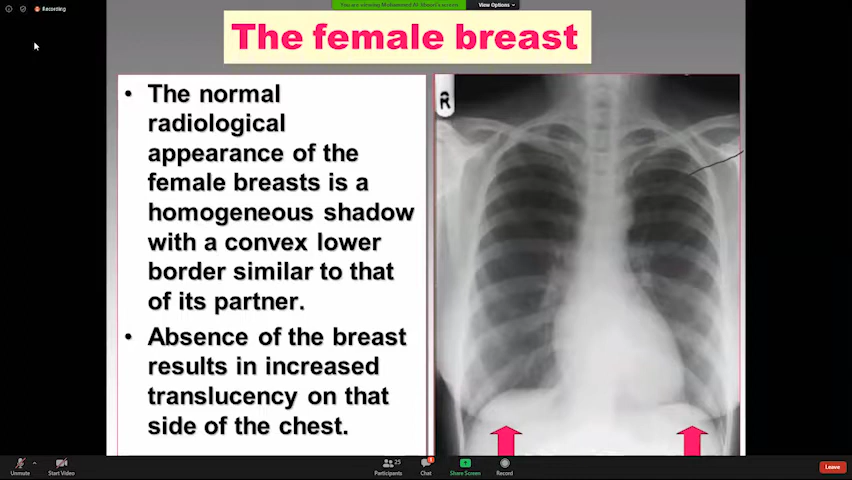 Recording
You are viewing Mohammed Al-Jiboori's screen
View Options
The female breast
• The normal
radiological
appearance of the
female breasts is a
homogeneous shadow
with a convex lower
border similar to that
of its partner.
• Absence of the breast
results in increased
translucency on that
side of the chest.
R
Unmute
Start Video
Participants
25
Chat
Share Screen
Record
Leave